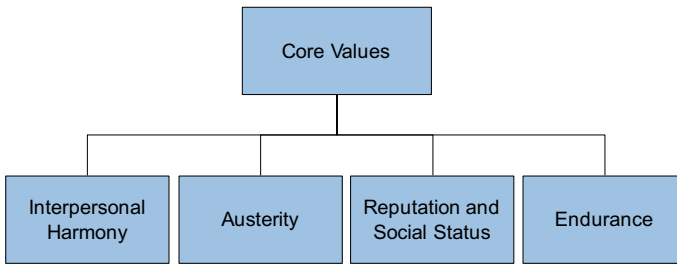 Core Values
Interpersonal
Harmony
Austerity
Reputation and
Social Status
Endurance